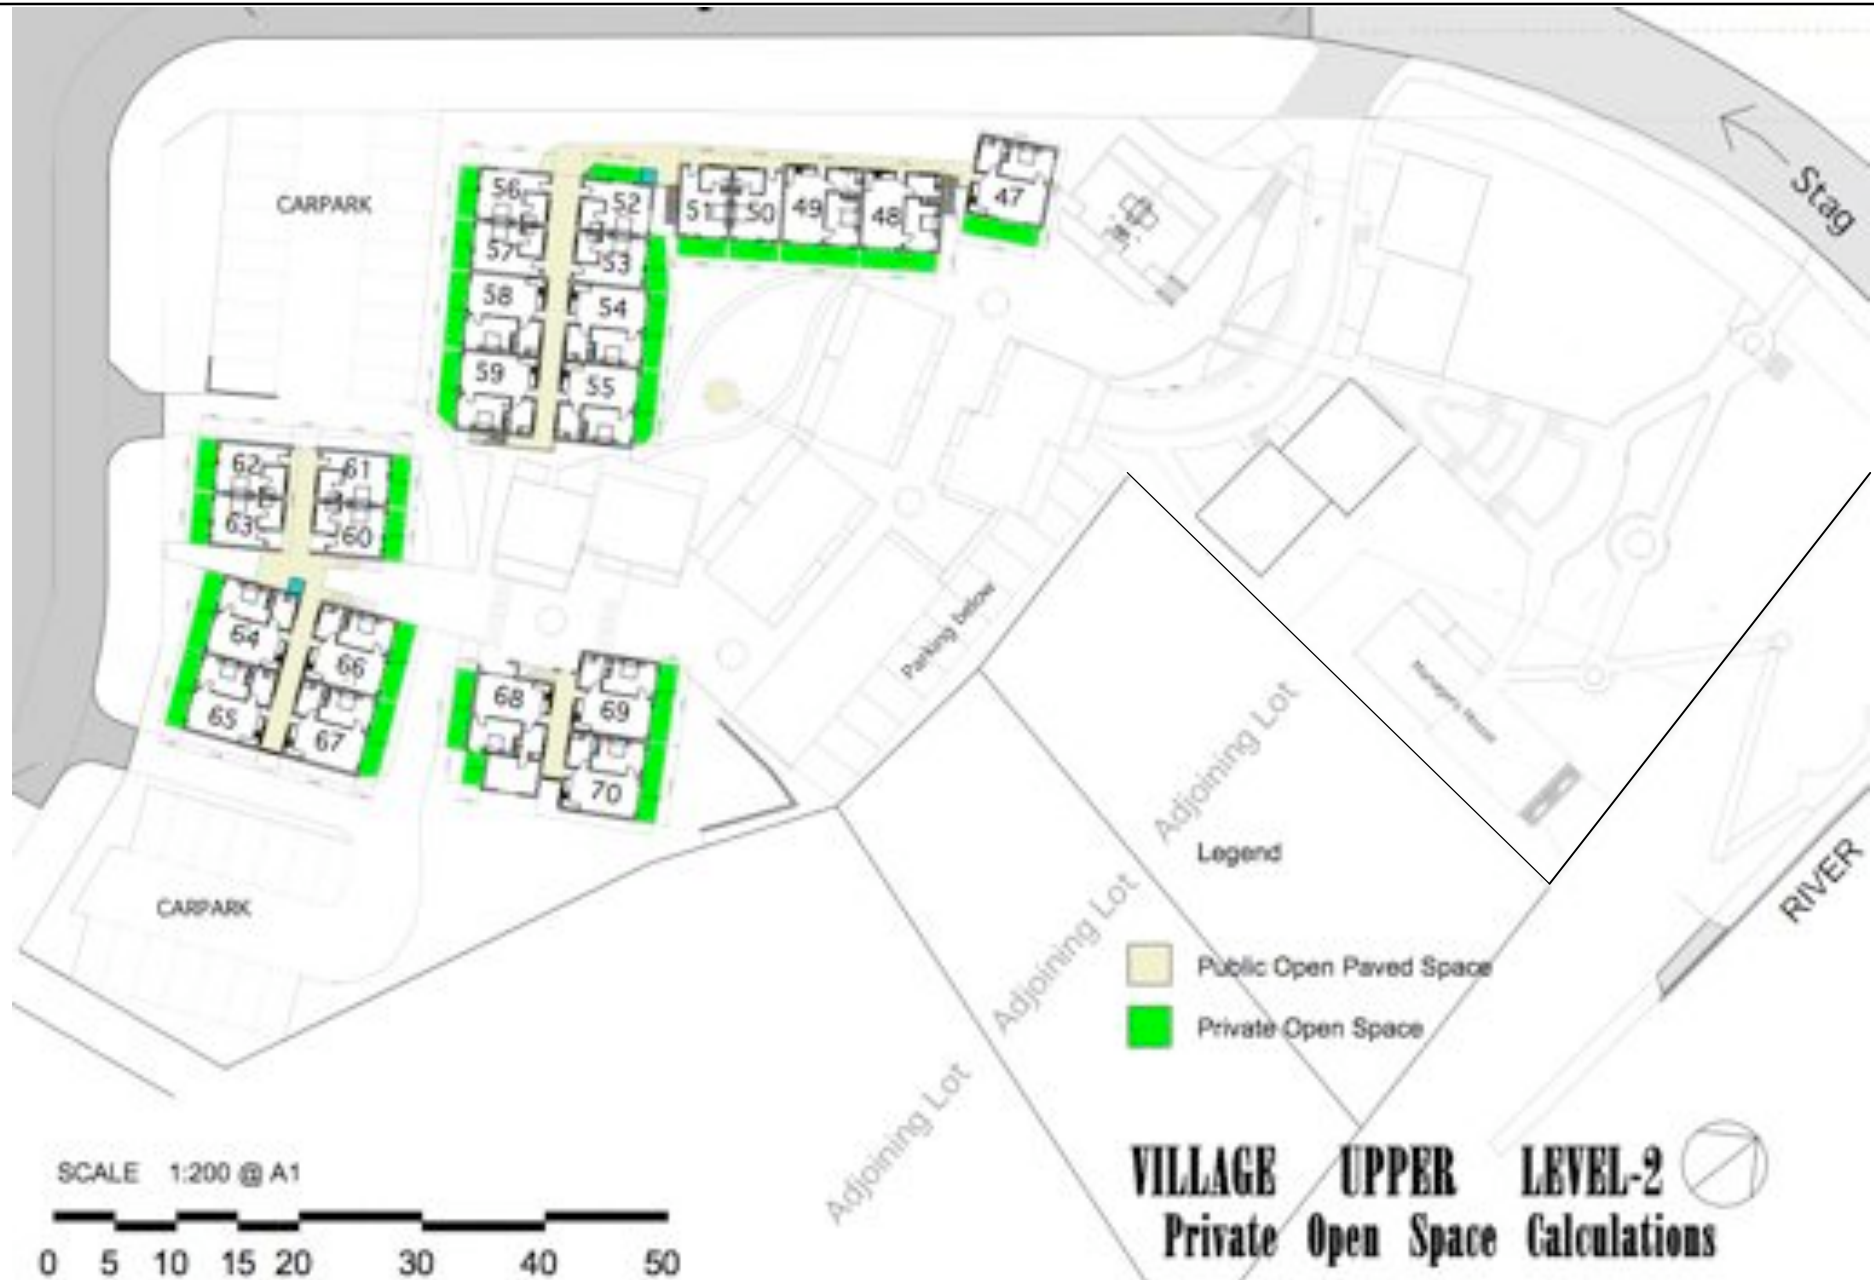 Stag
CARPARK
47
56
52
51
50
49
48
57
53
58
54
59
55
62
61
63
60
64
66
65
67
68
69
70
Parking below
Adjoining Lot
Adjoining Lot
Adjoining Lot
CARPARK
RIVER
Legend
Public Open Paved Space
Private Open Space
SCALE 1:200 @ A1
0 5 10 15 20 30 40 50
VILLAGE UPPER LEVEL-2
Private Open Space Calculations